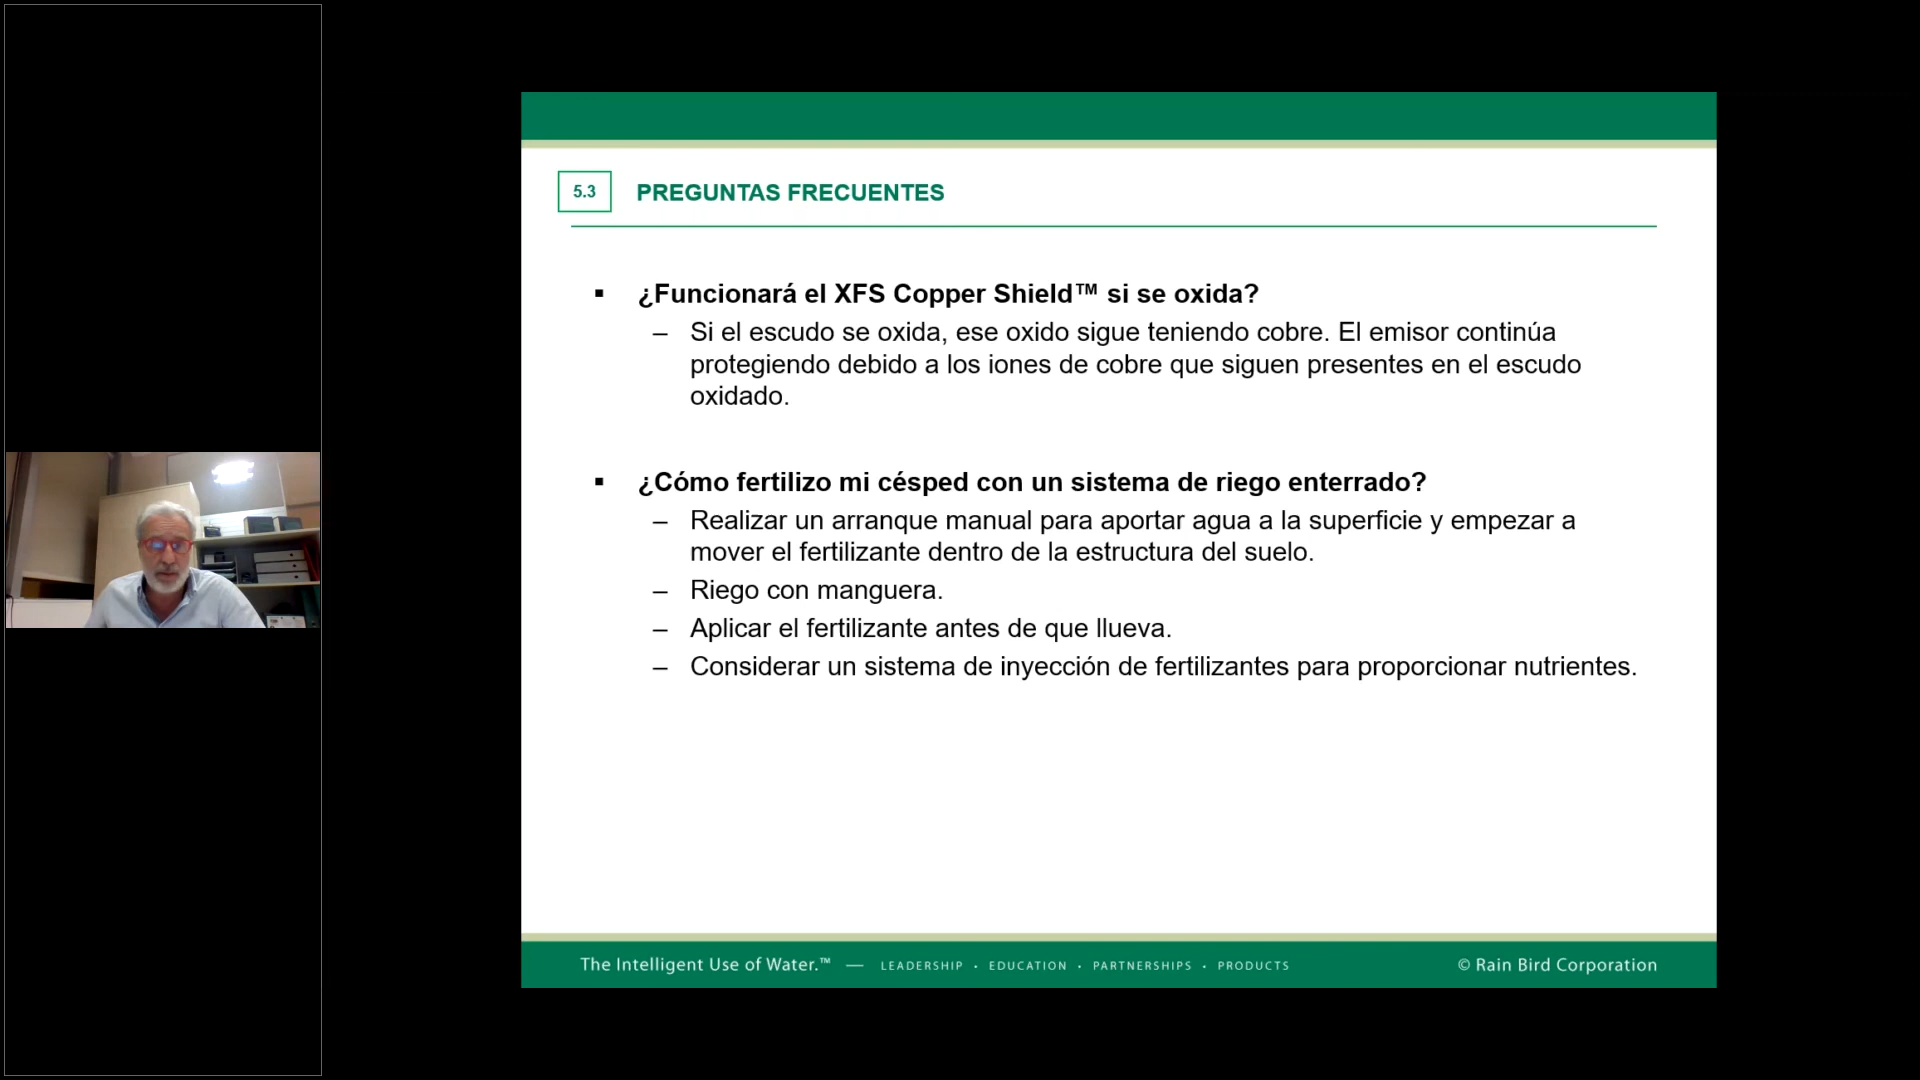 5.3 PREGUNTAS FRECUENTES
▪ ¿Funcionará el XFS Copper Shield™ si se oxida?
– Si el escudo se oxida, ese oxido sigue teniendo cobre. El emisor continúa
protegiendo debido a los iones de cobre que siguen presentes en el escudo
oxidado.
▪ ¿Cómo fertilizo mi césped con un sistema de riego enterrado?
– Realizar un arranque manual para aportar agua a la superficie y empezar a
mover el fertilizante dentro de la estructura del suelo.
– Riego con manguera.
– Aplicar el fertilizante antes de que llueva.
– Considerar un sistema de inyección de fertilizantes para proporcionar nutrientes.
The Intelligent Use of Water.™ — LEADERSHIP • EDUCATION • PARTNERSHIPS • PRODUCTS © Rain Bird Corporation